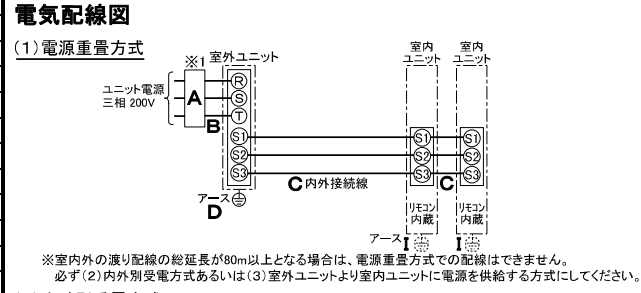 電気配線図
(1)電源重畳方式
※1
室外ユニット
室内
ユニット
室内
ユニット
ユニット電源
三相 200V
A
R
S
T
B
S1
S2
S3
S1
S2
S3
S1
S2
S3
C内外接続線
C
アース
D
リモコン
内蔵
リモコン
内蔵
アース I
I
※室内外の渡り配線の総延長が80m以上となる場合は、電源重畳方式での配線はできません。
必ず(2)内外別受電方式あるいは(3)室外ユニットより室内ユニットに電源を供給する方式にしてください。